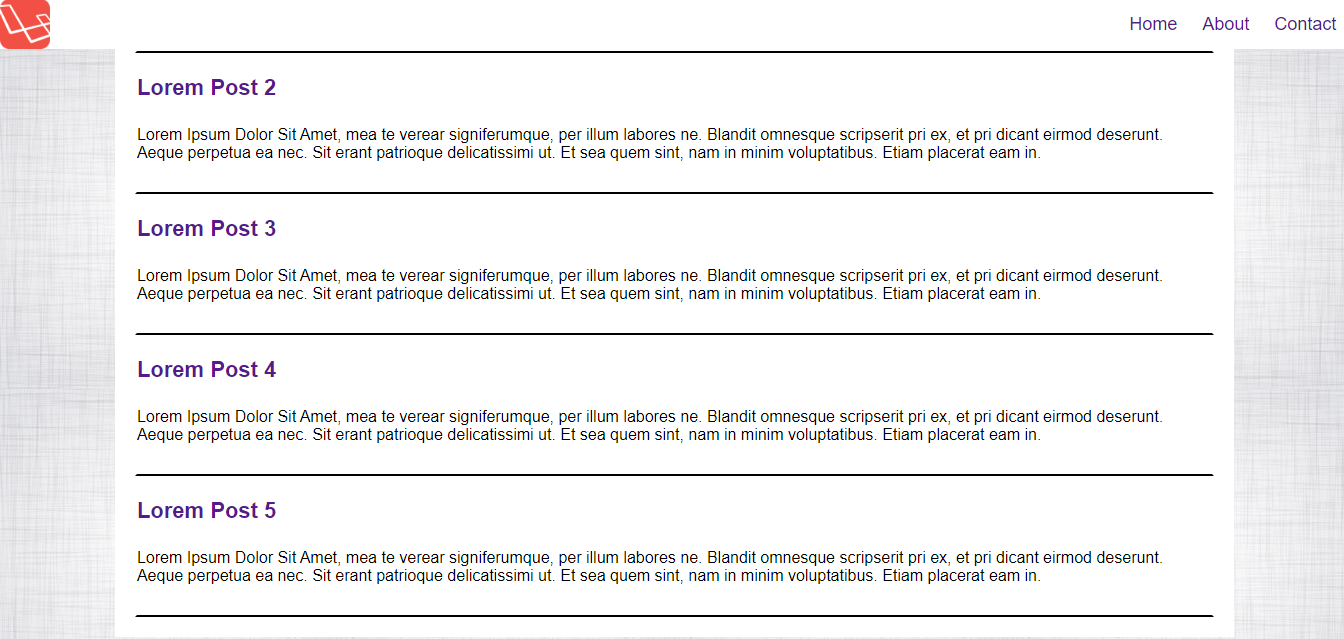 Home About Contact
Lorem Post 2
Lorem Ipsum Dolor Sit Amet, mea te verear signiferumque, per illum labores ne. Blandit omnesque scripserit pri ex, et pri dicant eirmod deserunt.
Aeque perpetua ea nec. Sit erant patrioque delicatissimi ut. Et sea quem sint, nam in minim voluptatibus. Etiam placerat eam in.
Lorem Post 3
Lorem Ipsum Dolor Sit Amet, mea te verear signiferumque, per illum labores ne. Blandit omnesque scripserit pri ex, et pri dicant eirmod deserunt.
Aeque perpetua ea nec. Sit erant patrioque delicatissimi ut. Et sea quem sint, nam in minim voluptatibus. Etiam placerat eam in.
Lorem Post 4
Lorem Ipsum Dolor Sit Amet, mea te verear signiferumque, per illum labores ne. Blandit omnesque scripserit pri ex, et pri dicant eirmod deserunt.
Aeque perpetua ea nec. Sit erant patrioque delicatissimi ut. Et sea quem sint, nam in minim voluptatibus. Etiam placerat eam in.
Lorem Post 5
Lorem Ipsum Dolor Sit Amet, mea te verear signiferumque, per illum labores ne. Blandit omnesque scripserit pri ex, et pri dicant eirmod deserunt.
Aeque perpetua ea nec. Sit erant patrioque delicatissimi ut. Et sea quem sint, nam in minim voluptatibus. Etiam placerat eam in.